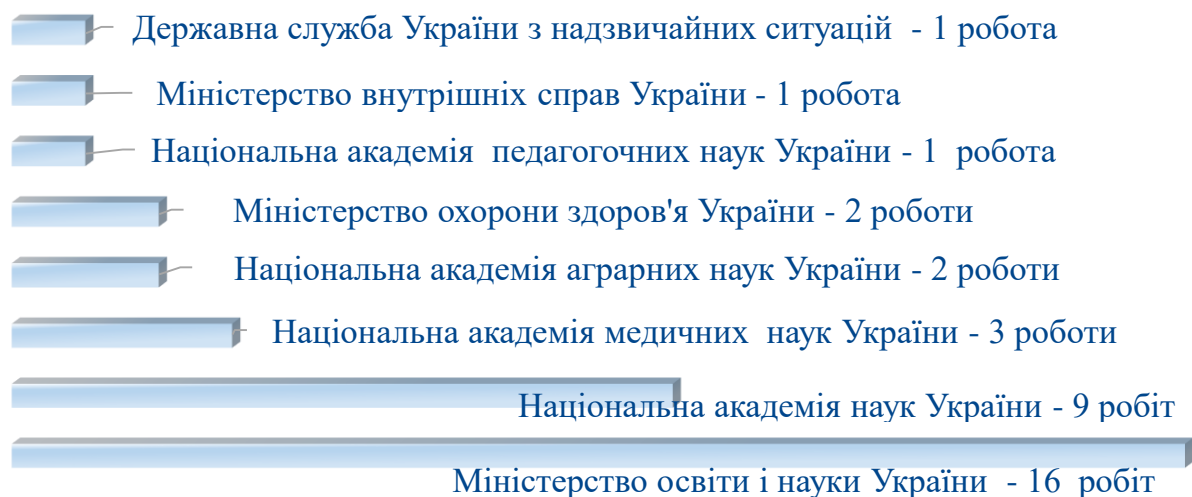 Державна служба України з надзвичайних ситуацій - 1 робота
Міністерство внутрішніх справ України - 1 робота
Національна академія педагогочних наук України - 1 робота
Міністерство охорони здоров'я України - 2 роботи
Національна академія аграрних наук України - 2 роботи
Національна академія медичних наук України - 3 роботи
Національна академія наук України - 9 робіт
Міністерство освіти і науки України - 16 робіт